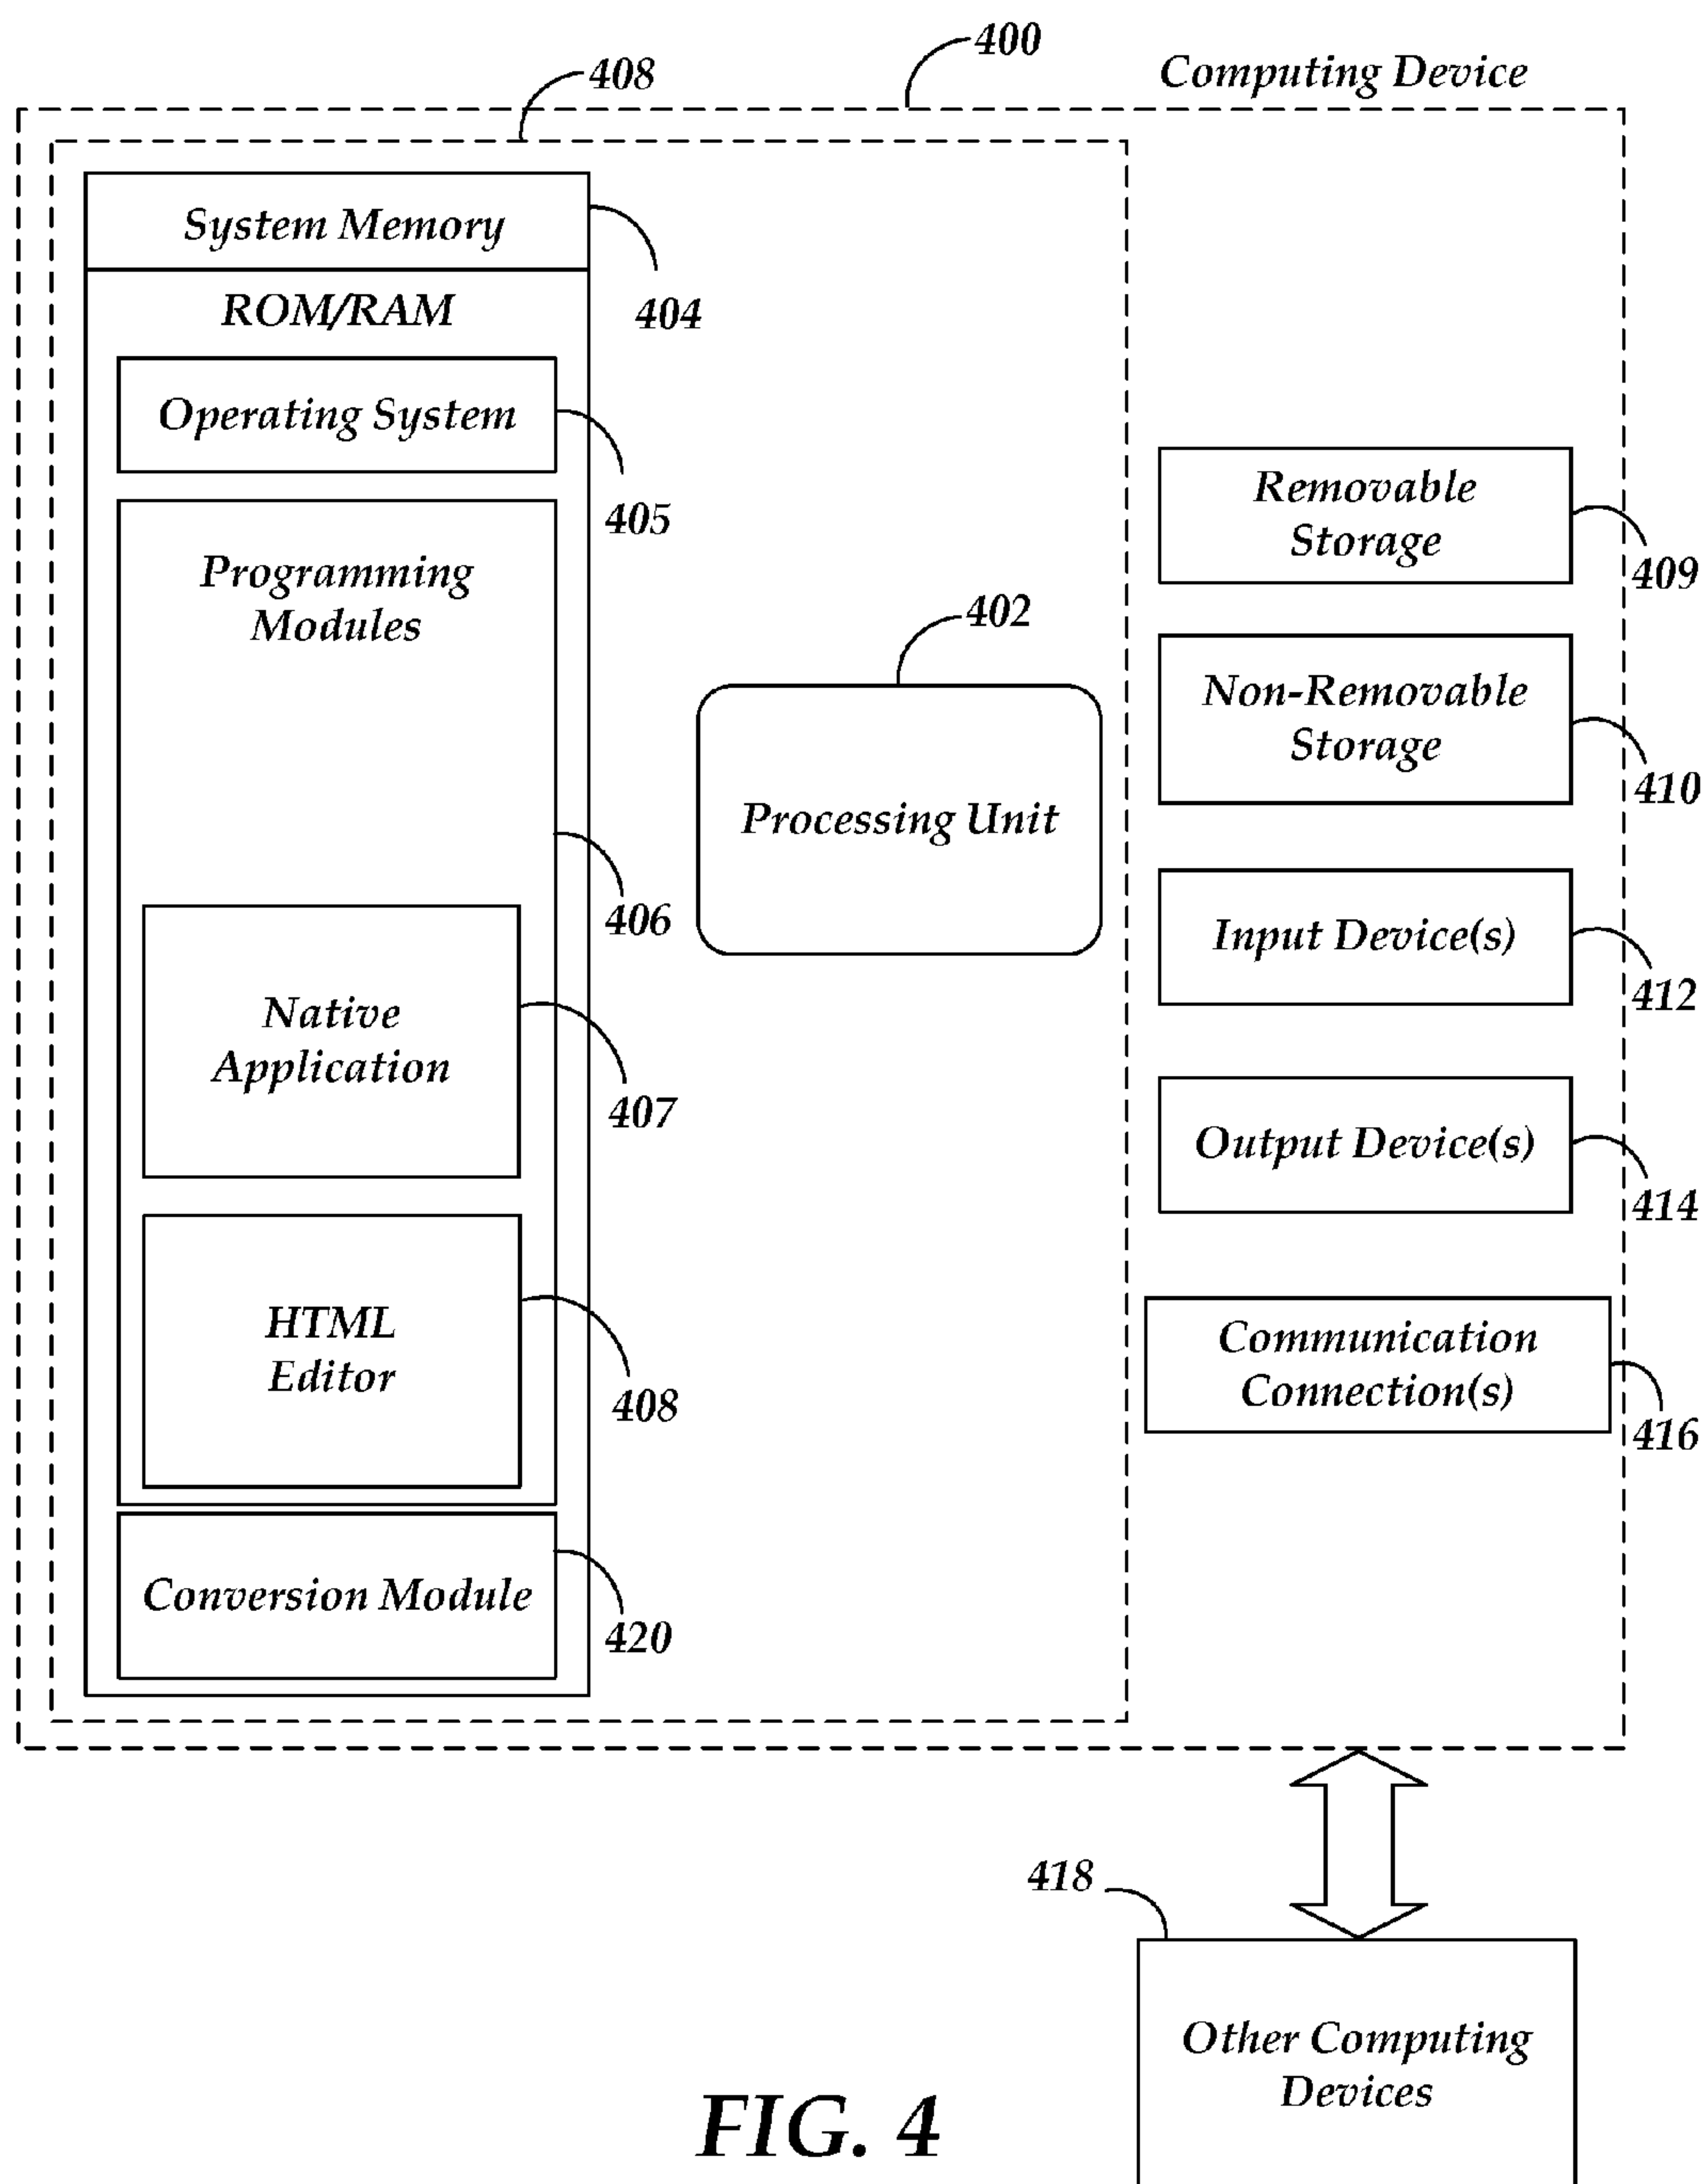 400
Computing Device
408
System Memory
404
ROM/RAM
Operating System
405
Programming
Modules
406
Native
Application
407
HTML
Editor
408
Conversion Module
420
402
Processing Unit
Removable
Storage
409
Non-Removable
Storage
410
Input Device(s)
412
Output Device(s)
414
Communication
Connection(s)
416
418
Other Computing
Devices
FIG. 4